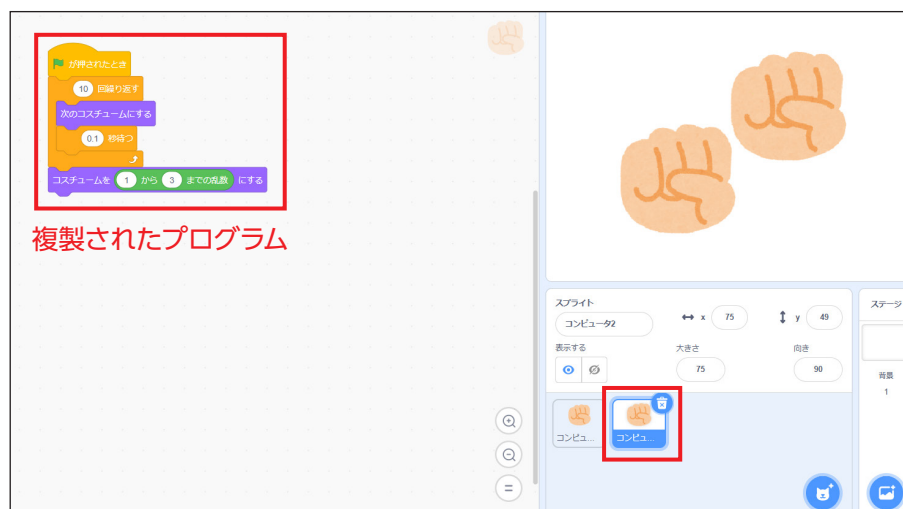 が押されたとき
10 回繰り返す
次のコスチュームにする
0.1 秒待つ
コスチュームを 1 から 3 までの乱数 にする
複製されたプログラム
スプライト
コンピュータ2
x 75
y 49
ステージ
表示する
大きさ
向き
75
90
背景
1
コンピュ...
コンピュ...